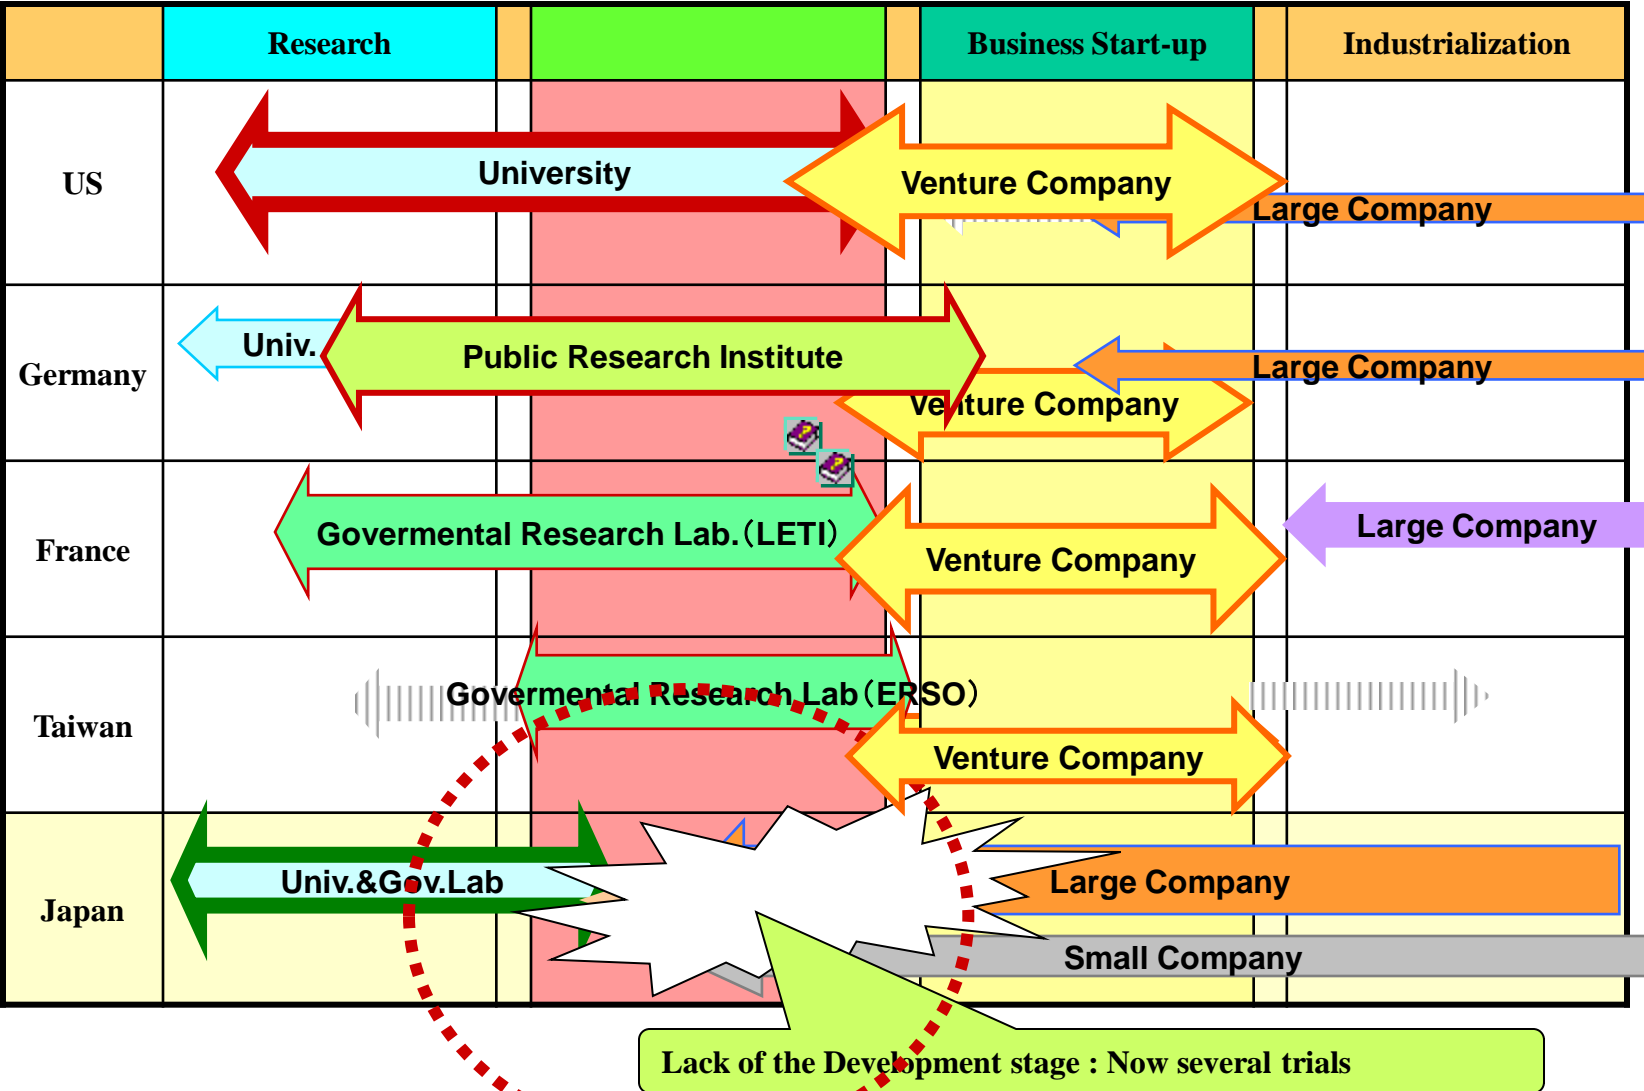 Research
Business Start-up
Industrialization
US
University
Venture Company
Large Company
Germany
Univ.
Public Research Institute
Large Company
Venture Company
France
Govermental Research Lab.（LETI）
Venture Company
Large Company
Taiwan
Govermental Research Lab（ERSO）
Venture Company
Japan
Univ.&Gov.Lab
Large Company
Small Company
Lack of the Development stage : Now several trials